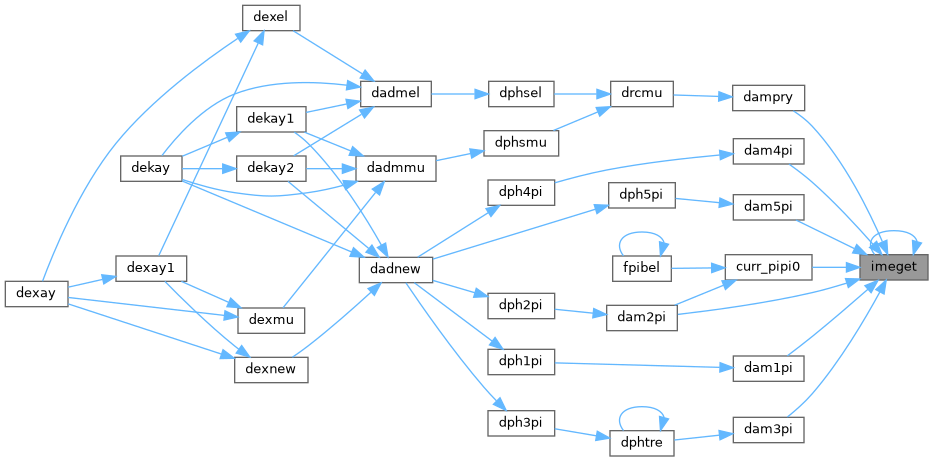 dexel
dadmel
dphsel
drcmu
dampry
dekay1
dphsmu
dam4pi
dekay
dekay2
dadmmu
dph4pi
dph5pi
dam5pi
dexay
dexay1
dadnew
fpibel
curr_pipi0
imeget
dexmu
dph2pi
dam2pi
dexnew
dph1pi
dam1pi
dph3pi
dphtre
dam3pi